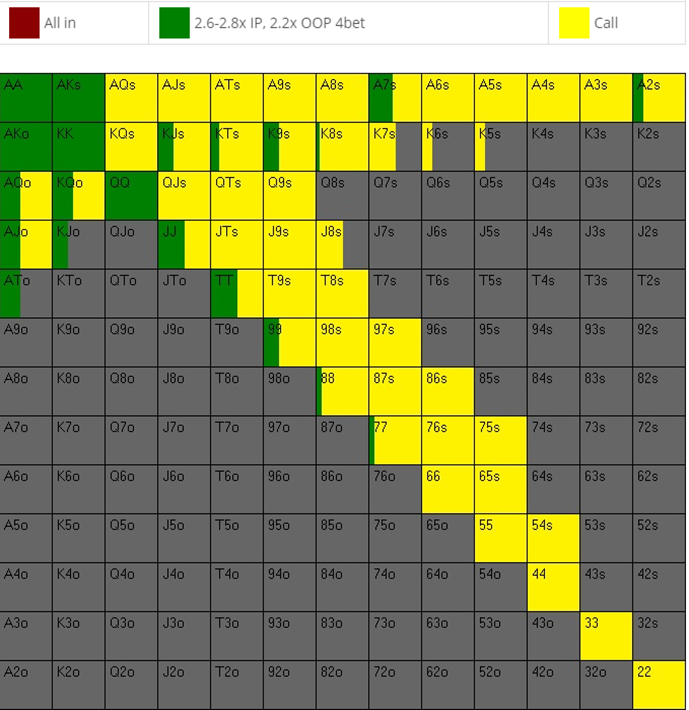 All in 2.6-2.8x IP, 2.2x OOP 4bet Call
AA AKs AQs AJs ATs A9s A8s A7s A6s A5s A4s A3s A2s
AKo KK KQs KJs KTs K9s K8s K7s K6s K5s K4s K3s K2s
AQo KQo QQ QJs QTs Q9s Q8s Q7s Q6s Q5s Q4s Q3s Q2s
AJo KJo QJo JJ JTs J9s J8s J7s J6s J5s J4s J3s J2s
ATo KTo QTo JTo TT T9s T8s T7s T6s T5s T4s T3s T2s
A9o K9o Q9o J9o T9o 99 98s 97s 96s 95s 94s 93s 92s
A8o K8o Q8o J8o T8o 98o 88 87s 86s 85s 84s 83s 82s
A7o K7o Q7o J7o T7o 97o 87o 77 76s 75s 74s 73s 72s
A6o K6o Q6o J6o T6o 96o 86o 76o 66 65s 64s 63s 62s
A5o K5o Q5o J5o T5o 95o 85o 75o 65o 55 54s 53s 52s
A4o K4o Q4o J4o T4o 94o 84o 74o 64o 54o 44 43s 42s
A3o K3o Q3o J3o T3o 93o 83o 73o 63o 53o 43o 33 32s
A2o K2o Q2o J2o T2o 92o 82o 72o 62o 52o 42o 32o 22